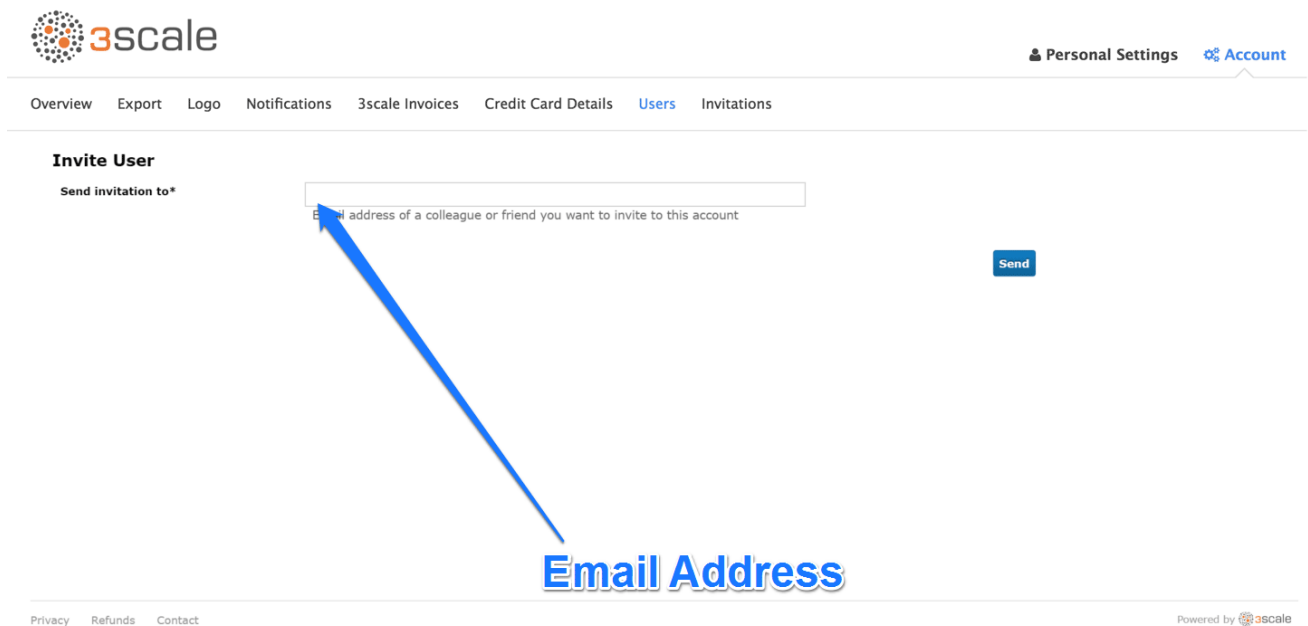 3scale
Personal Settings Account
Overview Export Logo Notifications 3scale Invoices Credit Card Details Users Invitations
Invite User
Send invitation to*
address of a colleague or friend you want to invite to this account
Send
Email Address
Privacy Refunds Contact
Powered by 3scale